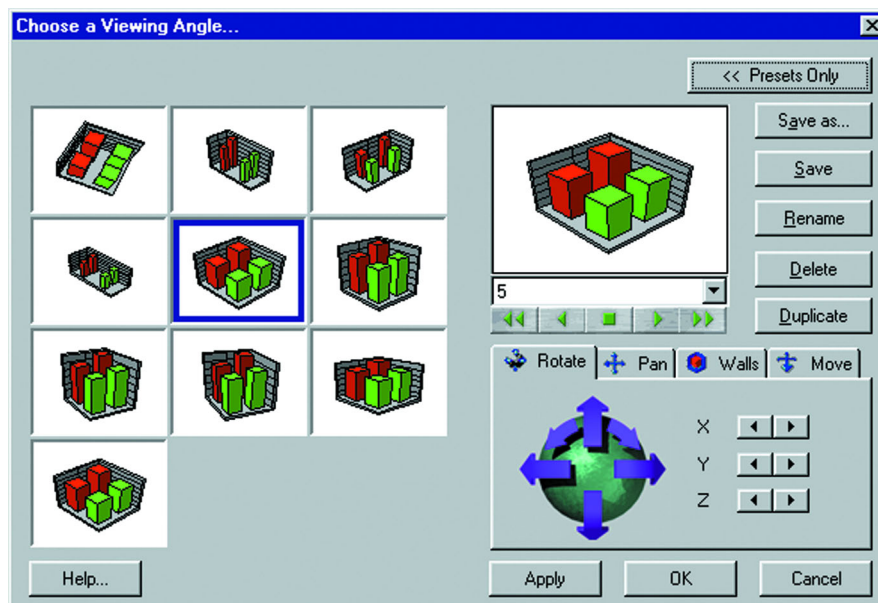 Choose a Viewing Angle...
<< Presets Only
Save as...
Save
Rename
Delete
Duplicate
5
Rotate
Pan
Walls
Move
X
Y
Z
Help...
Apply
OK
Cancel